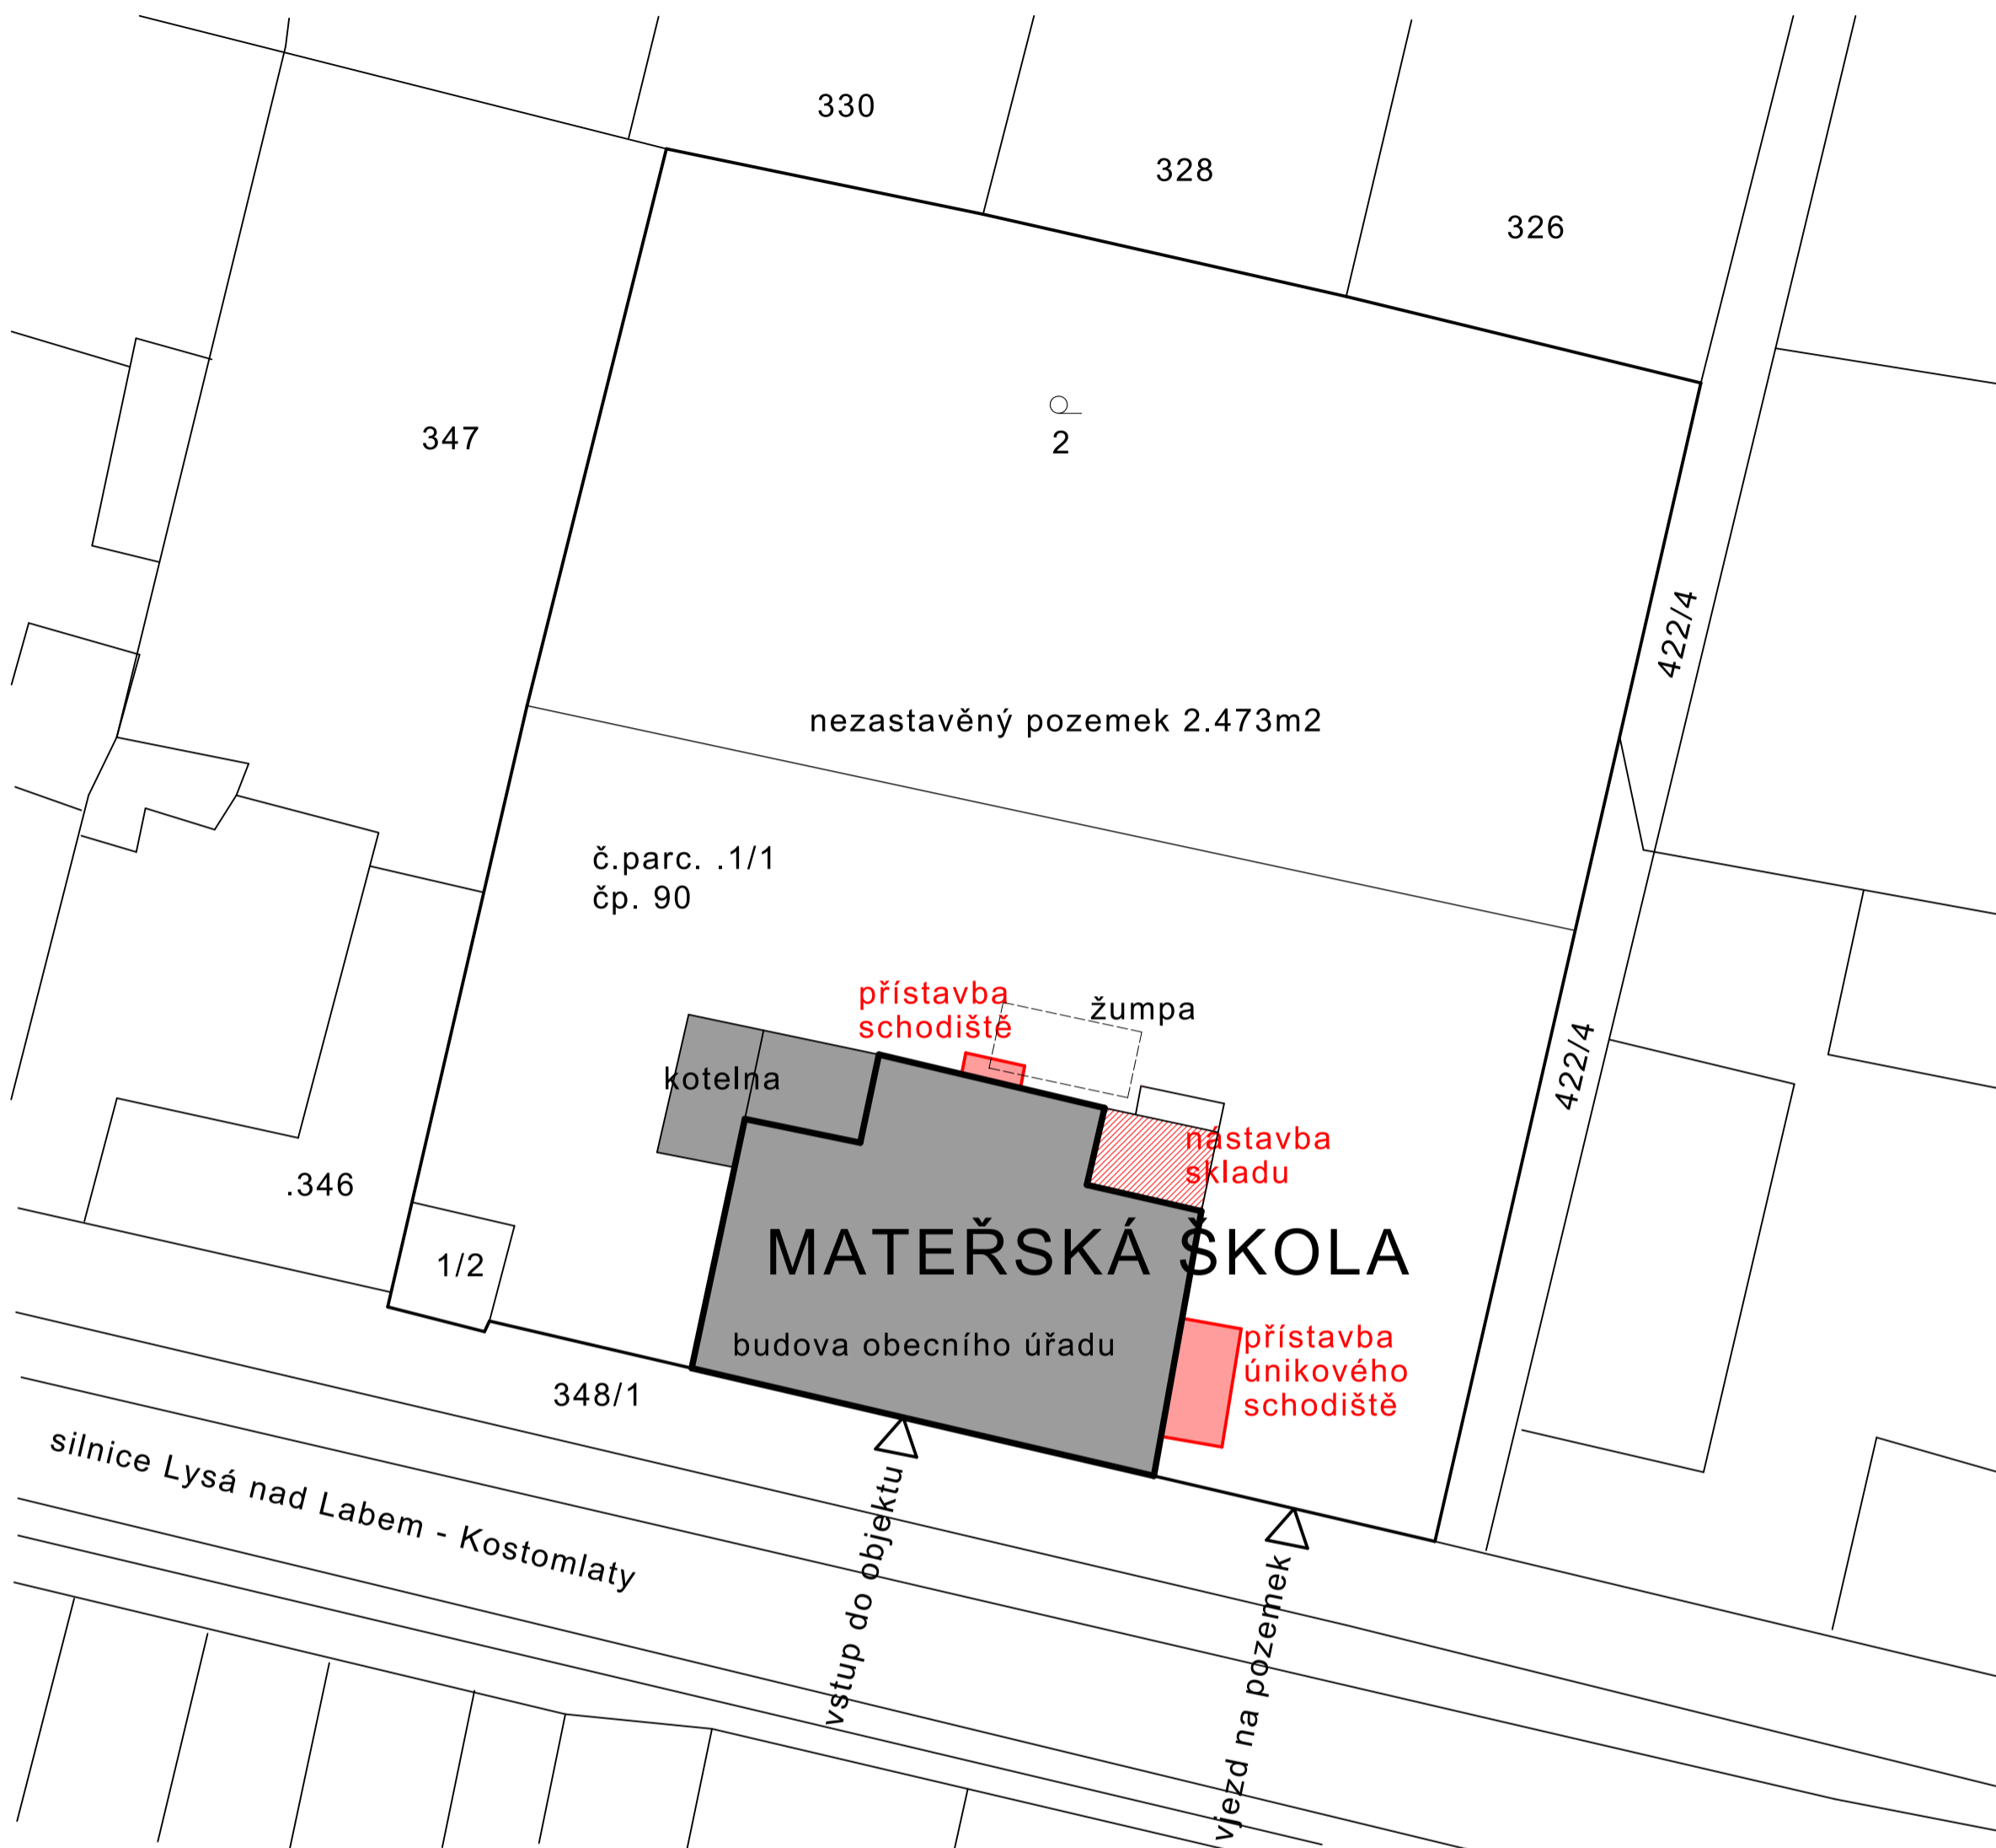 330
328
326
347
2
422/4
nezastavěný pozemek 2.473m2
č.parc. .1/1
čp. 90
přístavba
schodiště
žumpa
422/4
kotelna
nástavba
skladu
.346
1/2
MATEŘSKÁ ŠKOLA
budova obecního úřadu
přístavba
únikového
schodiště
348/1
silnice Lysá nad Labem - Kostomlaty
vstup do objektu
vjezd na pozemek